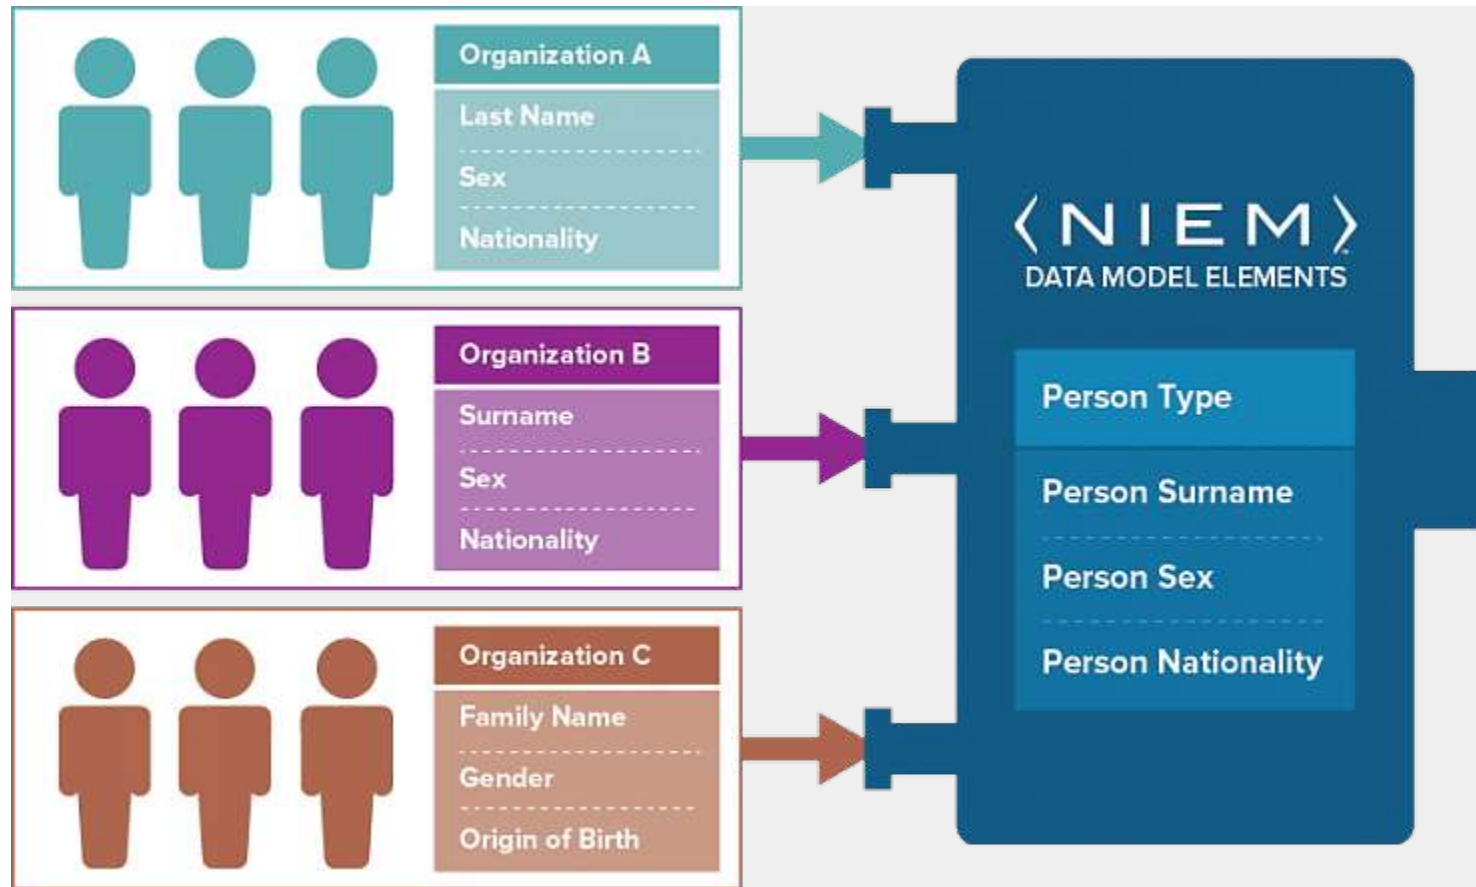 Organization A
Last Name
Sex
Nationality
Organization B
Surname
Sex
Nationality
Organization C
Family Name
Gender
Origin of Birth
〈NIEM〉™
DATA MODEL ELEMENTS
Person Type
Person Surname
Person Sex
Person Nationality